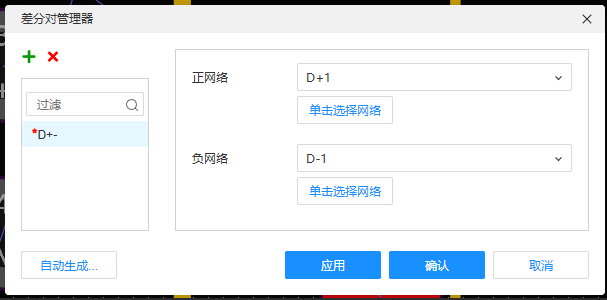 差分对管理器
过滤
*D+-
正网络
D+1
单击选择网络
负网络
D-1
单击选择网络
自动生成...
应用
确认
取消